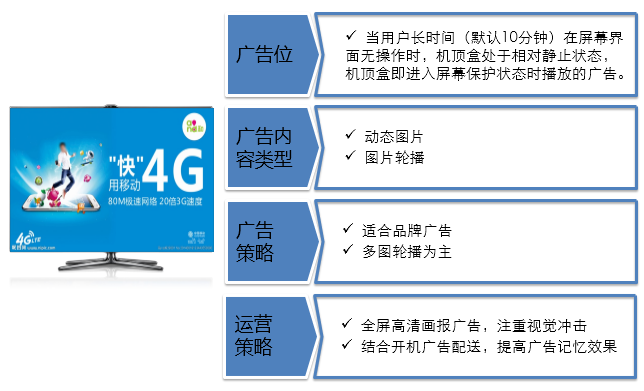 广告位
✓ 当用户长时间（默认10分钟）在屏幕界
面无操作时，机顶盒处于相对静止状态，
机顶盒即进入屏幕保护状态时播放的广告。
广告内
容类型
✓ 动态图片
✓ 图片轮播
"快"4G
用移动
80M极速网络 20倍3G速度
4G LTE
广告
策略
✓ 适合品牌广告
✓ 多图轮播为主
运营
策略
✓ 全屏高清画报广告，注重视觉冲击
✓ 结合开机广告配送，提高广告记忆效果